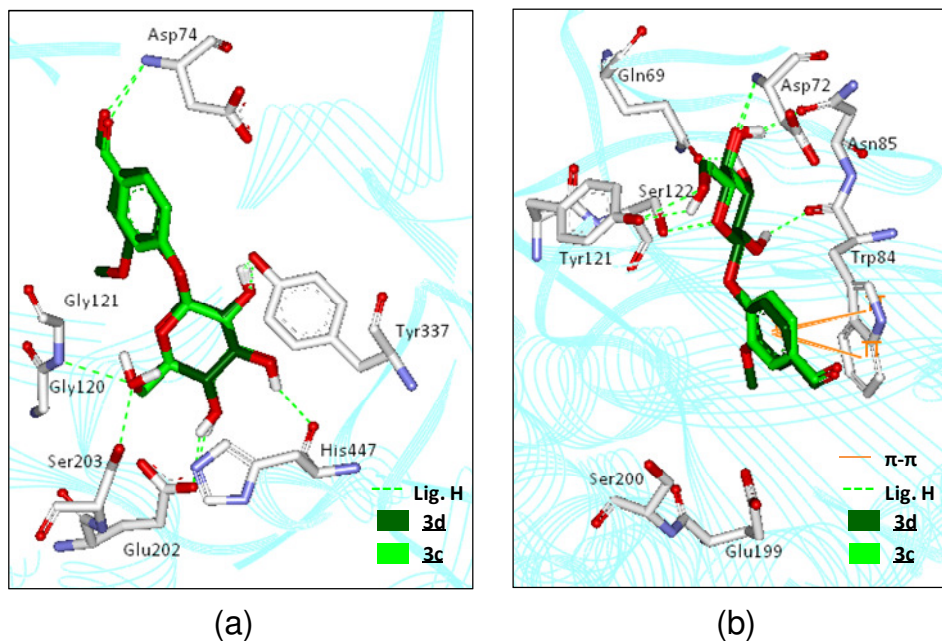 Asp74
Gly121
Gly120
Tyr337
His447
Ser203
Glu202
Lig. H
3d
3c
(a)
Gln69
Asp72
Asn85
Ser122
Tyr121
Trp84
π
π
Ser200
Glu199
π-π
Lig. H
3d
3c
(b)